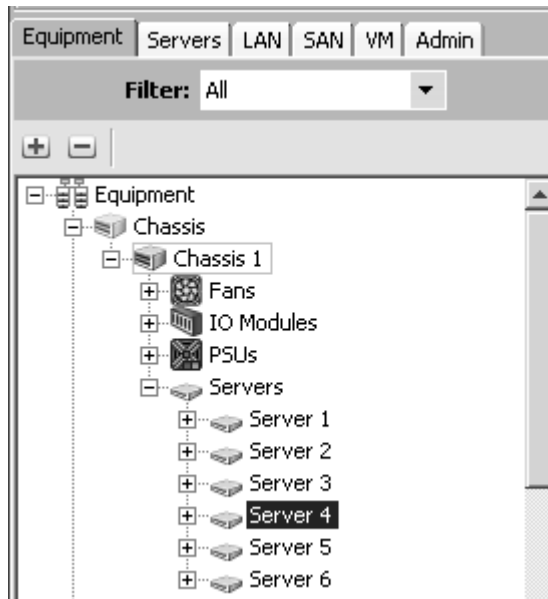 Equipment Servers LAN SAN VM Admin
Filter: All
Equipment
Chassis
Chassis 1
Fans
IO Modules
PSUs
Servers
Server 1
Server 2
Server 3
Server 4
Server 5
Server 6